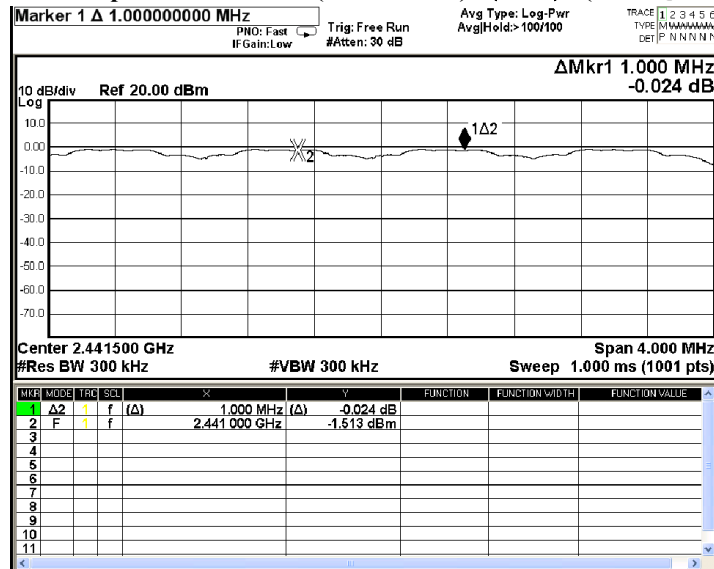 Marker 1 Δ 1.000000000 MHz
PNO: Fast
IFGain:Low
Trig: Free Run
#Atten: 30 dB
Avg Type: Log-Pwr
Avg|Hold:>100/100
TRACE 1 2 3 4 5 6
TYPE MWWWWW
DET P N N N N N
ΔMkr1 1.000 MHz
-0.024 dB
10 dB/div Ref 20.00 dBm
Log
10.0
0.00
-10.0
-20.0
-30.0
-40.0
-50.0
-60.0
-70.0
1Δ2
2
Center 2.441500 GHz
Span 4.000 MHz
#Res BW 300 kHz
#VBW 300 kHz
Sweep 1.000 ms (1001 pts)
MKR MODE TRC SCL X Y FUNCTION FUNCTION WIDTH FUNCTION VALUE
1 Δ2 1 f (Δ) 1.000 MHz (Δ) -0.024 dB
2 F 1 f 2.441 000 GHz -1.513 dBm
3
4
5
6
7
8
9
10
11